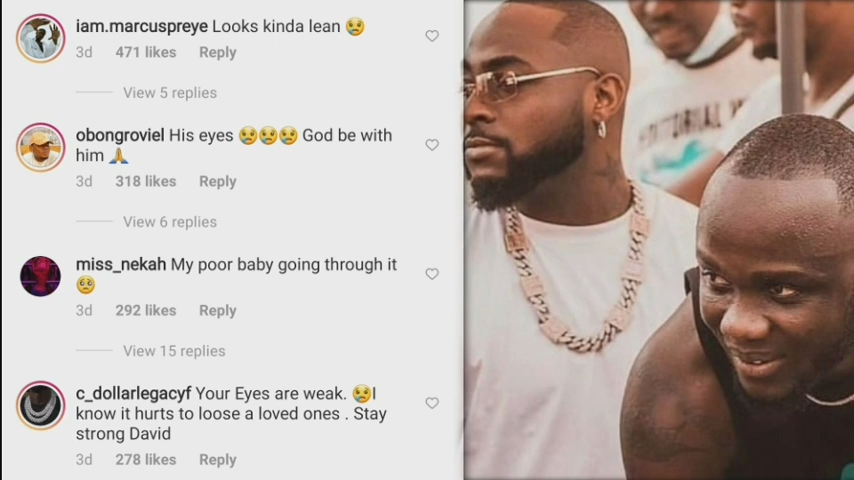 iam.marcuspreye Looks kinda lean 😢
3d 471 likes Reply
View 5 replies
obongroviel His eyes 😢😢😢 God be with
him 🙏
3d 318 likes Reply
View 6 replies
miss_nekah My poor baby going through it
🥺
3d 292 likes Reply
View 15 replies
c_dollarlegacyf Your Eyes are weak. 😢I
know it hurts to loose a loved ones . Stay
strong David
3d 278 likes Reply